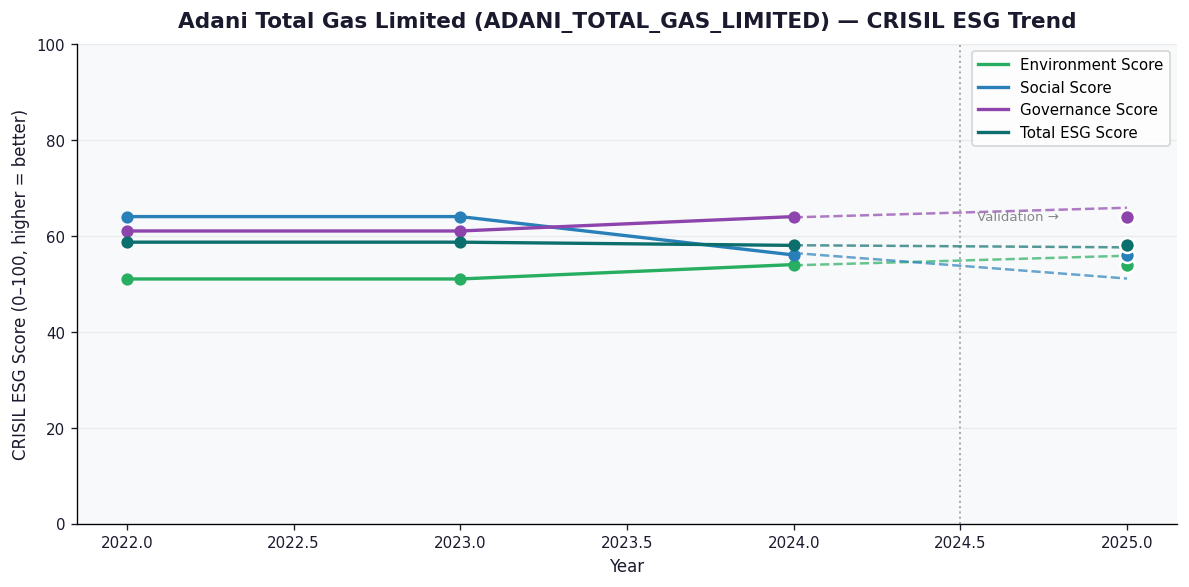 Adani Total Gas Limited (ADANI_TOTAL_GAS_LIMITED) — CRISIL ESG Trend
CRISIL ESG Score (0–100, higher = better)
100
80
60
40
20
0
Environment Score
Social Score
Governance Score
Total ESG Score
Validation →
2022.0
2022.5
2023.0
2023.5
2024.0
2024.5
2025.0
Year